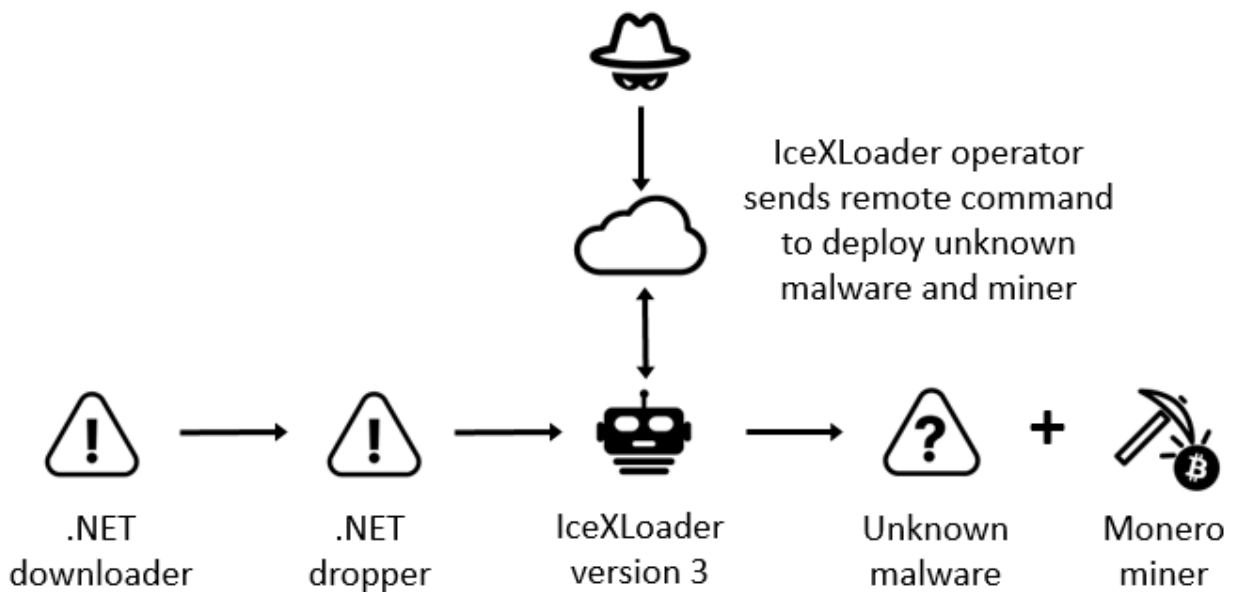 IceXLoader operator
sends remote command
to deploy unknown
malware and miner
.NET
downloader
.NET
dropper
IceXLoader
version 3
Unknown
malware
Monero
miner